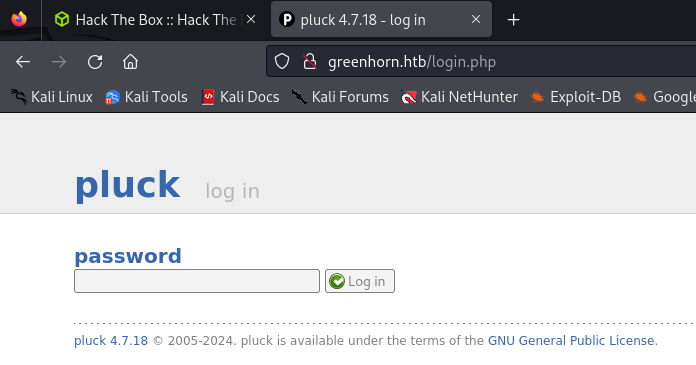 Hack The Box :: Hack The
pluck 4.7.18 - log in
greenhorn.htb/login.php
Kali Linux Kali Tools Kali Docs Kali Forums Kali NetHunter Exploit-DB Google
pluck log in
password
Log in
pluck 4.7.18 © 2005-2024. pluck is available under the terms of the GNU General Public License.